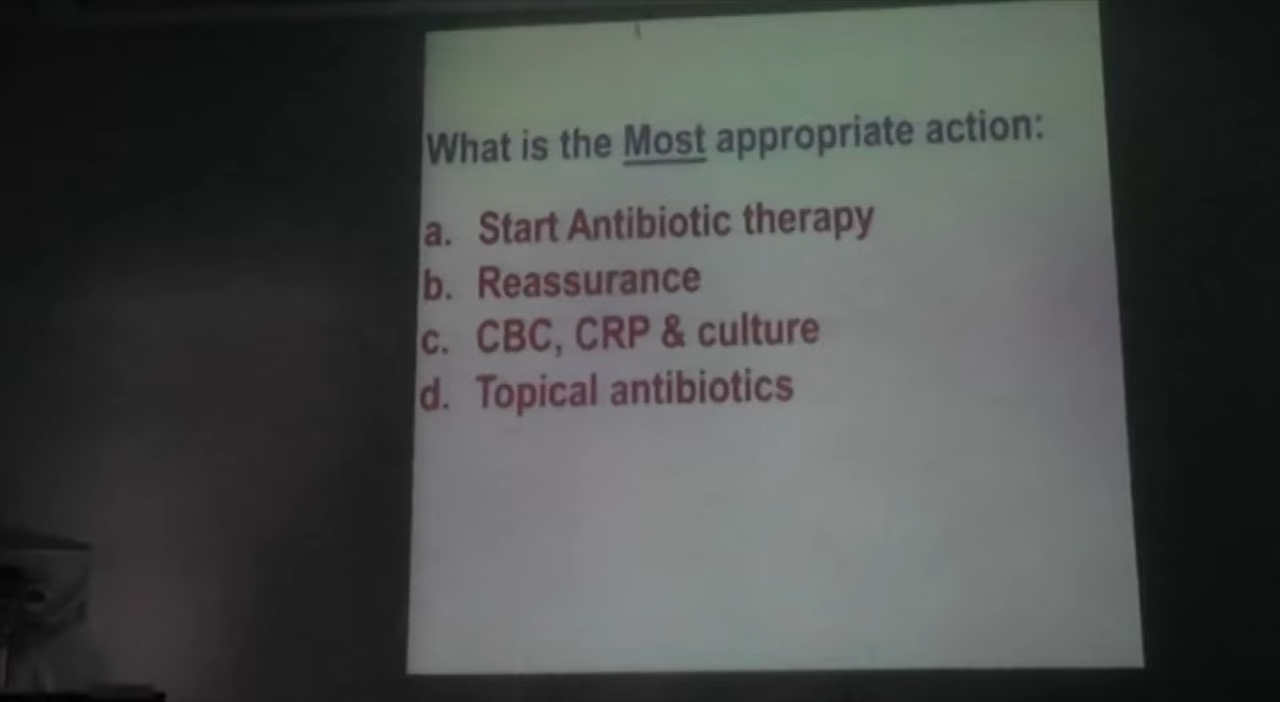 What is the Most appropriate action:
a. Start Antibiotic therapy
b. Reassurance
c. CBC, CRP & culture
d. Topical antibiotics